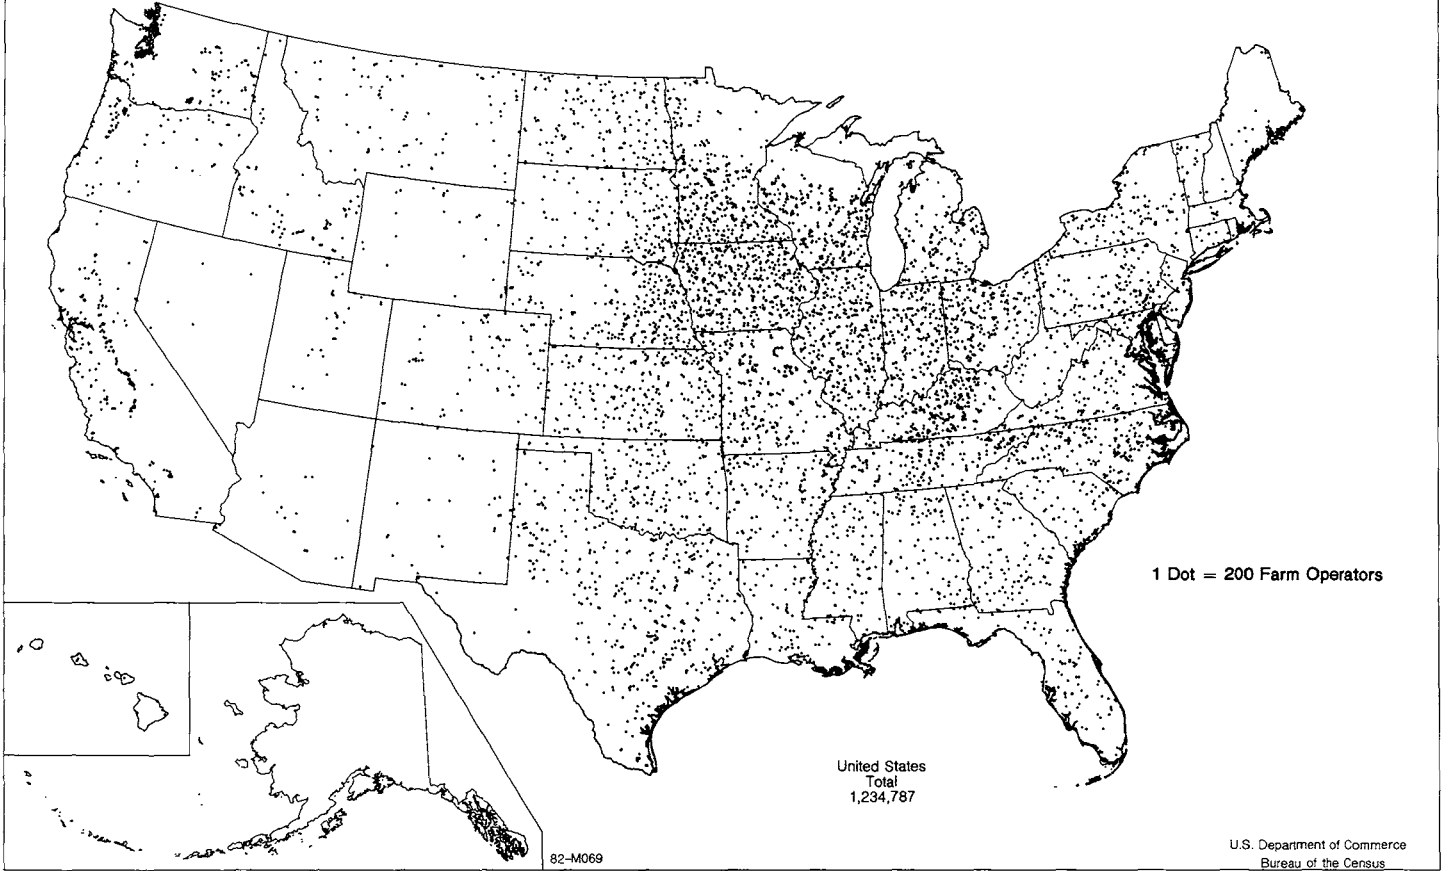 1 Dot = 200 Farm Operators
United States
Total
1,234,787
82-M069
U.S. Department of Commerce
Bureau of the Census